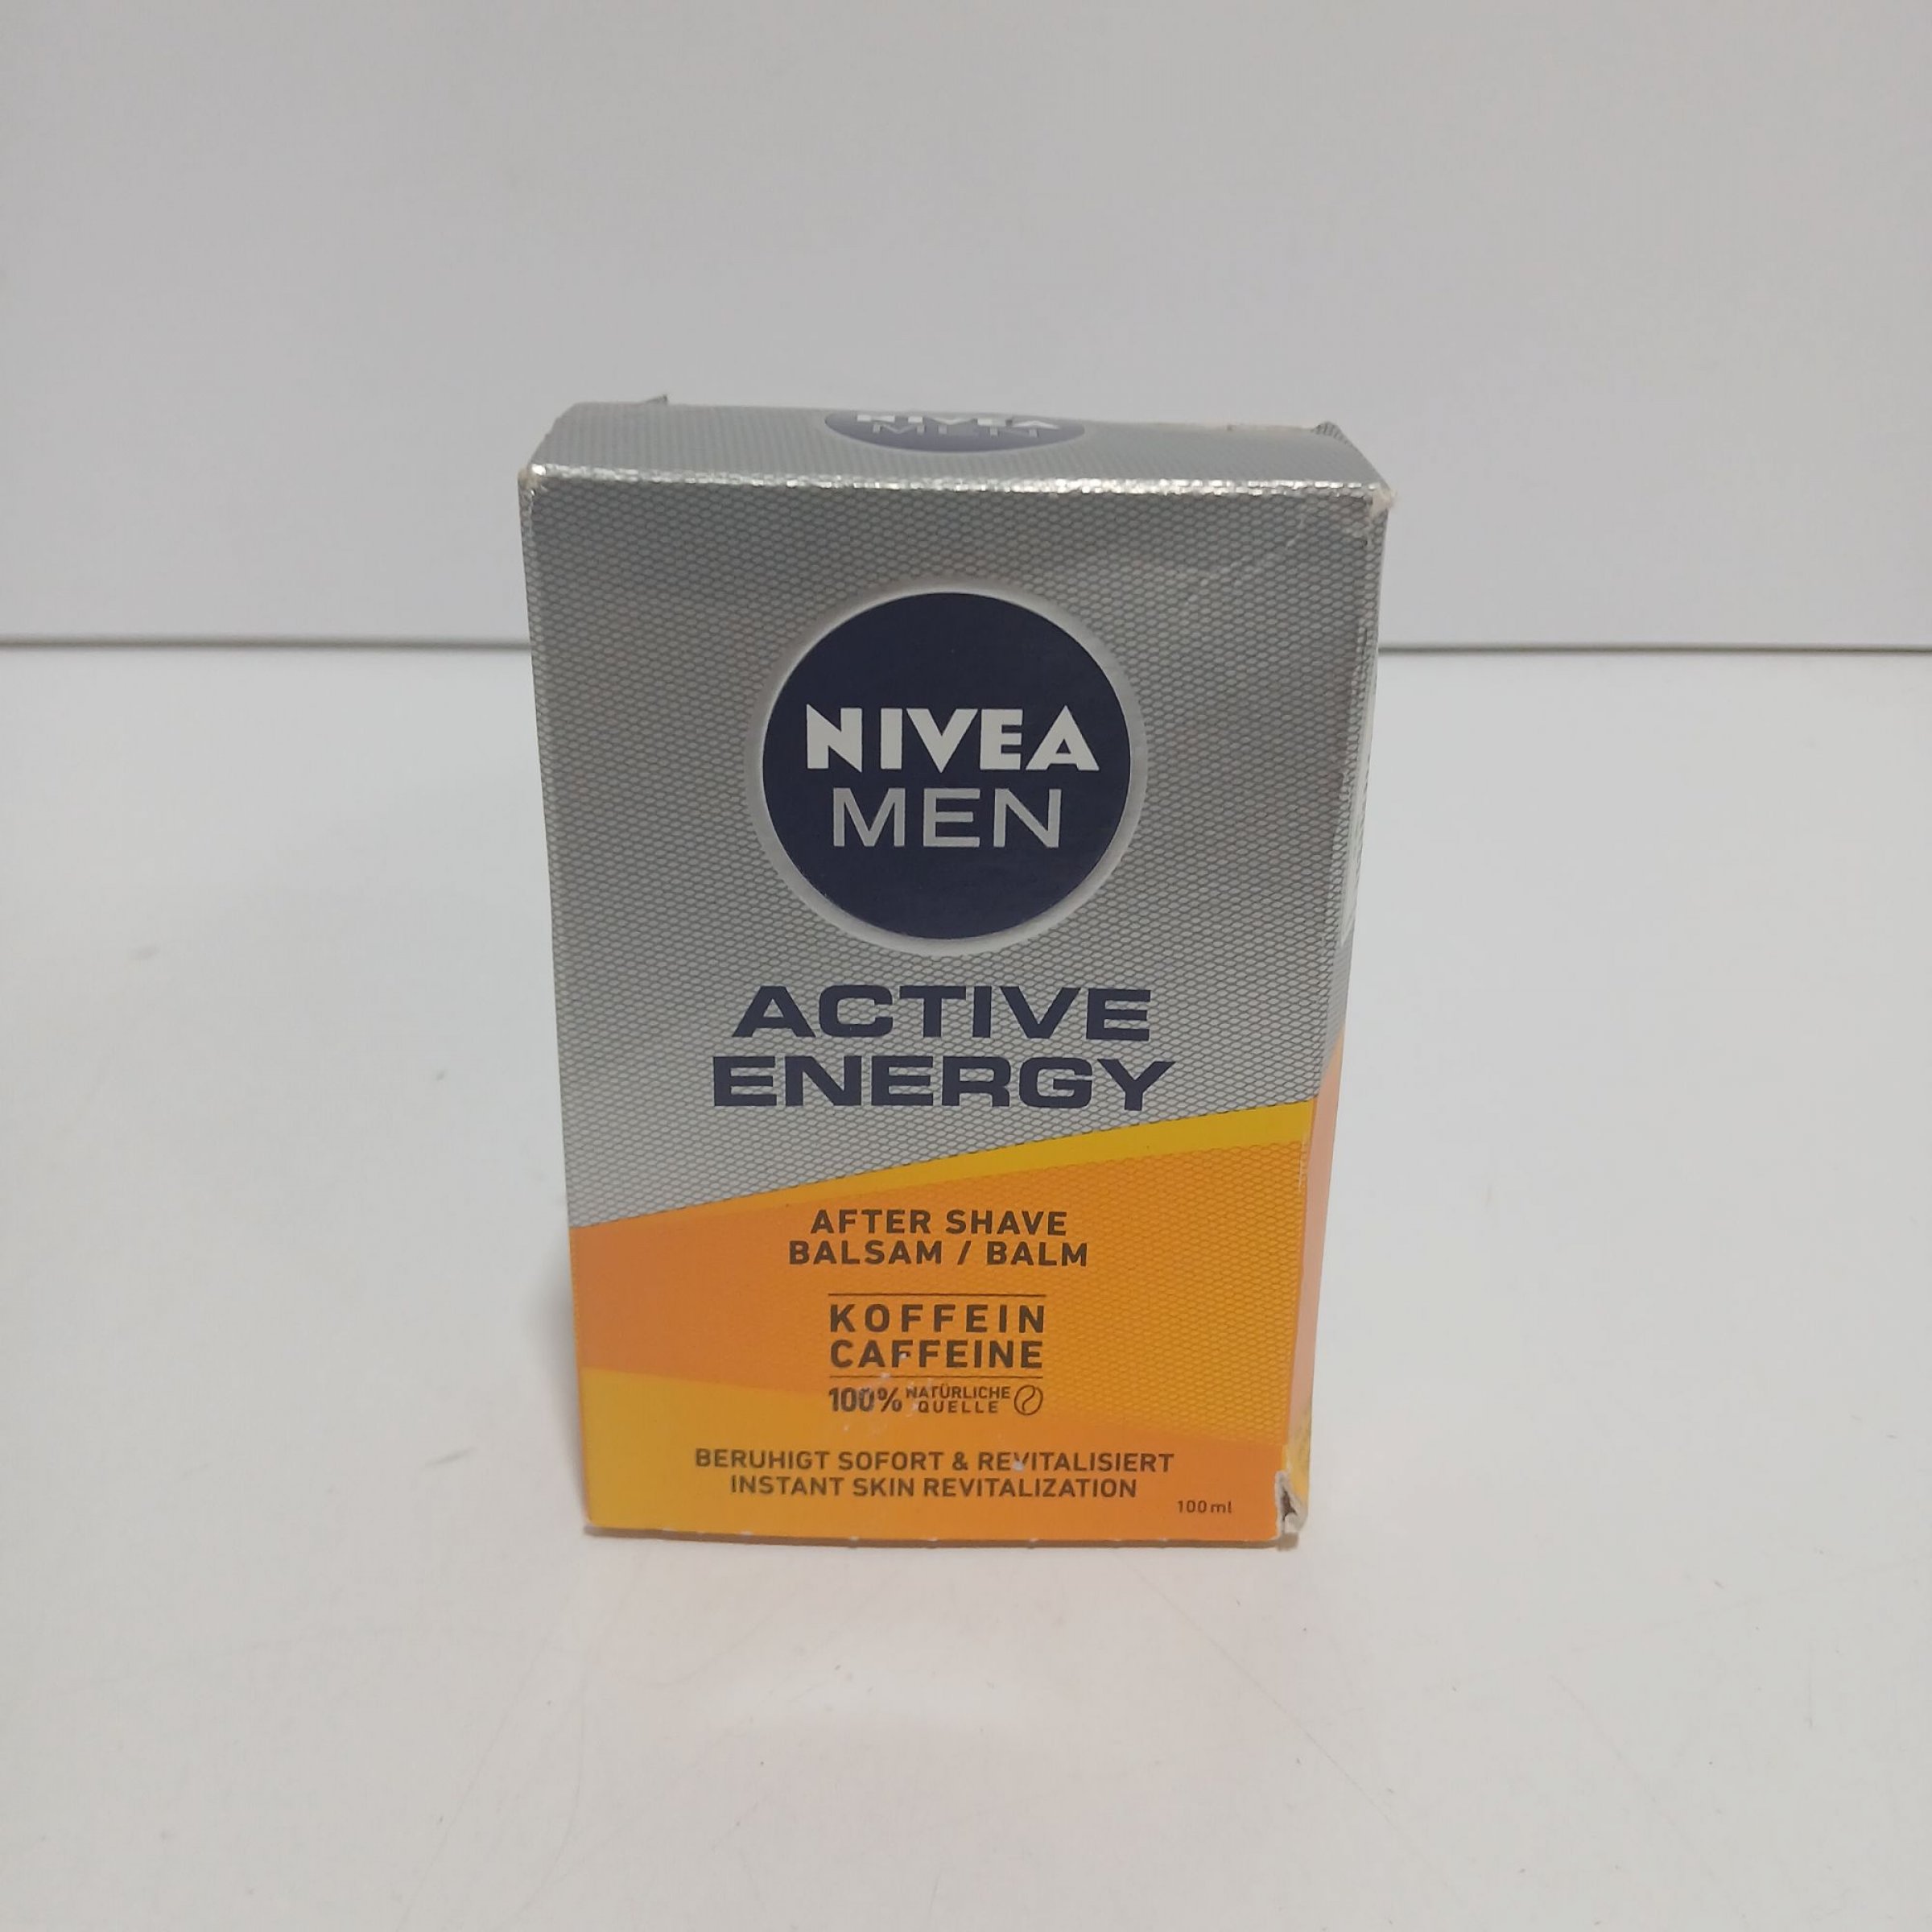 NIVEA
MEN
NIVEA
MEN
ACTIVE
ENERGY
AFTER SHAVE
BALSAM / BALM
KOFFEIN
CAFFEINE
100% NATÜRLICHE
QUELLE
BERUHIGT SOFORT & REVITALISIERT
INSTANT SKIN REVITALIZATION
100 ml